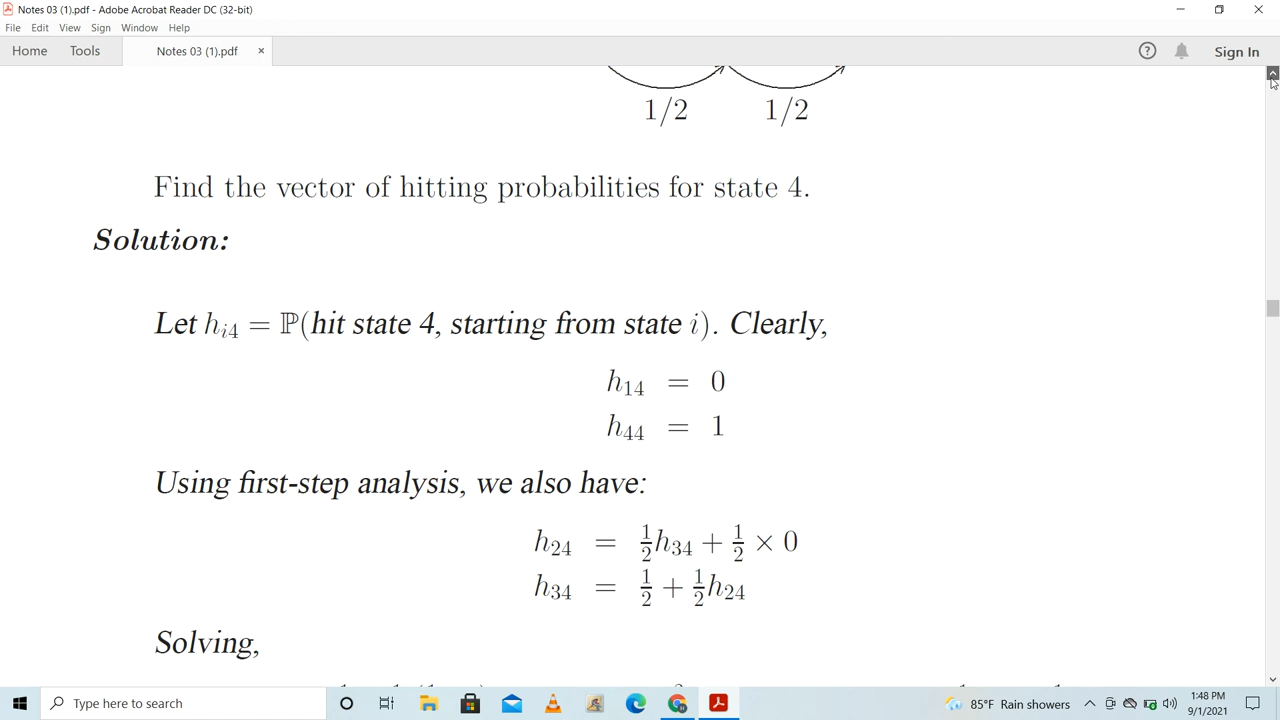 Notes 03 (1).pdf - Adobe Acrobat Reader DC (32-bit)
File Edit View Sign Window Help
Home Tools Notes 03 (1).pdf × Sign In
1/2 1/2
Find the vector of hitting probabilities for state 4.
Solution:
Let h_{i4} = ℙ(hit state 4, starting from state i). Clearly,
h_{14} = 0
h_{44} = 1
Using first-step analysis, we also have:
h_{24} = 1/2 h_{34} + 1/2 × 0
h_{34} = 1/2 + 1/2 h_{24}
Solving,
Type here to search 85°F Rain showers 1:48 PM
9/1/2021